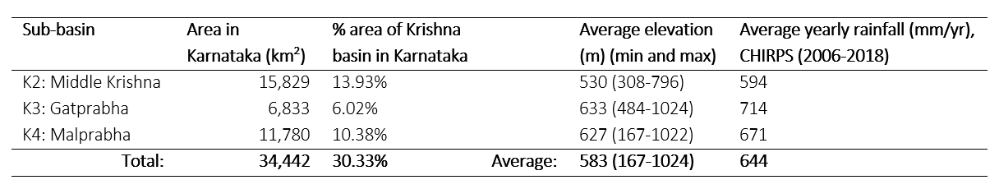 Sub-basin Area in % area of Krishna Average elevation Average yearly rainfall (mm/yr),
Karnataka (km²) basin in Karnataka (m) (min and max) CHIRPS (2006-2018)
K2: Middle Krishna 15,829 13.93% 530 (308-796) 594
K3: Gatprabha 6,833 6.02% 633 (484-1024) 714
K4: Malprabha 11,780 10.38% 627 (167-1022) 671
Total: 34,442 30.33% Average: 583 (167-1024) 644